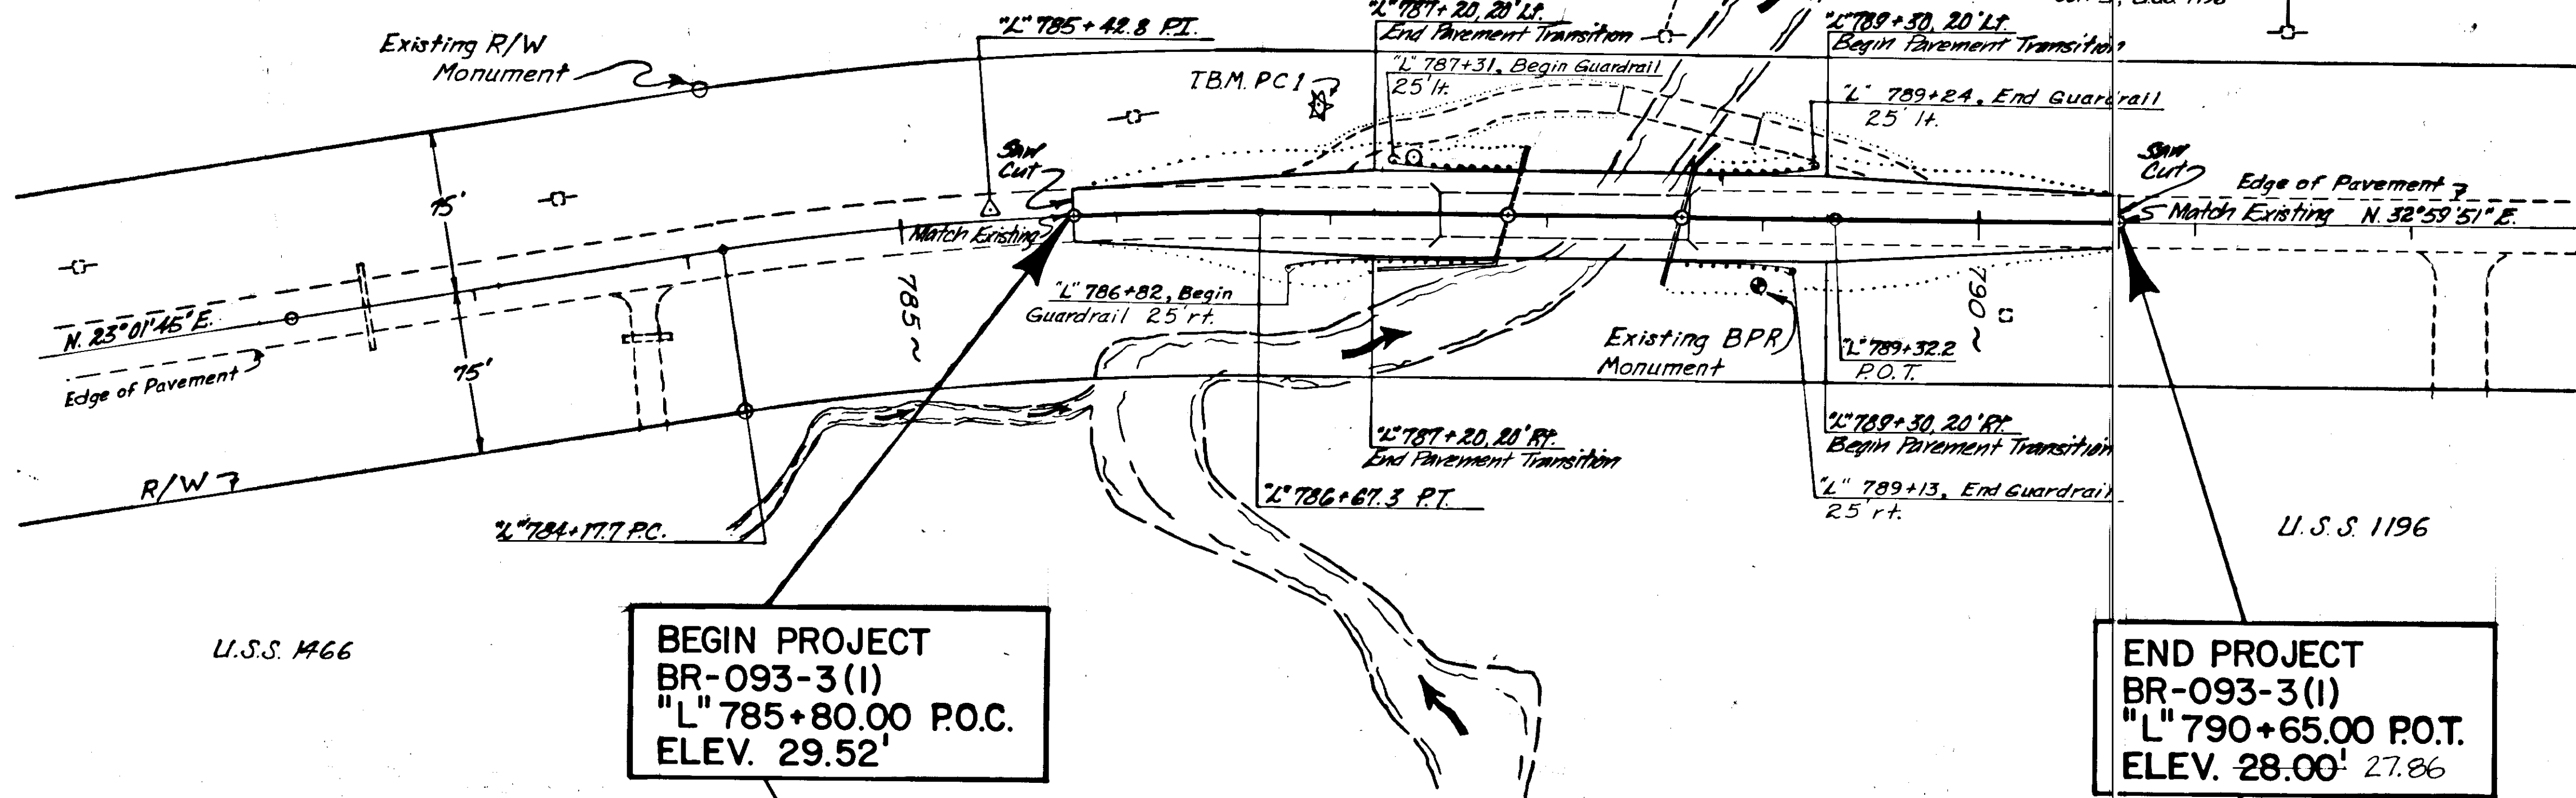 Existing R/W
Monument
"L" 785+42.8 P.I.
"L" 787+20, 20' Lt.
End Pavement Transition
"L" 787+31, Begin Guardrail
25' lt.
T.B.M. PC 1
"L" 789+30, 20' Lt.
Begin Pavement Transition
"L" 789+24, End Guardrail
25' lt.
Saw
Cut
Saw
Cut
Edge of Pavement
Match Existing N. 32°59'51" E.
75'
Match Existing
785
790
N. 23°01'45" E.
Edge of Pavement
75'
"L" 786+82, Begin
Guardrail 25' rt.
Existing BPR
Monument
"L" 789+32.2
P.O.T.
"L" 787+20, 20' Rt.
End Pavement Transition
"L" 789+30, 20' Rt.
Begin Pavement Transition
R/W
"L" 786+67.3 P.T.
"L" 789+13, End Guardrail
25' rt.
"L" 784+17.7 P.C.
U.S.S. 1196
U.S.S. 1466
BEGIN PROJECT
BR-093-3(1)
"L" 785+80.00 P.O.C.
ELEV. 29.52'
END PROJECT
BR-093-3(1)
"L" 790+65.00 P.O.T.
ELEV. 28.00' 27.86